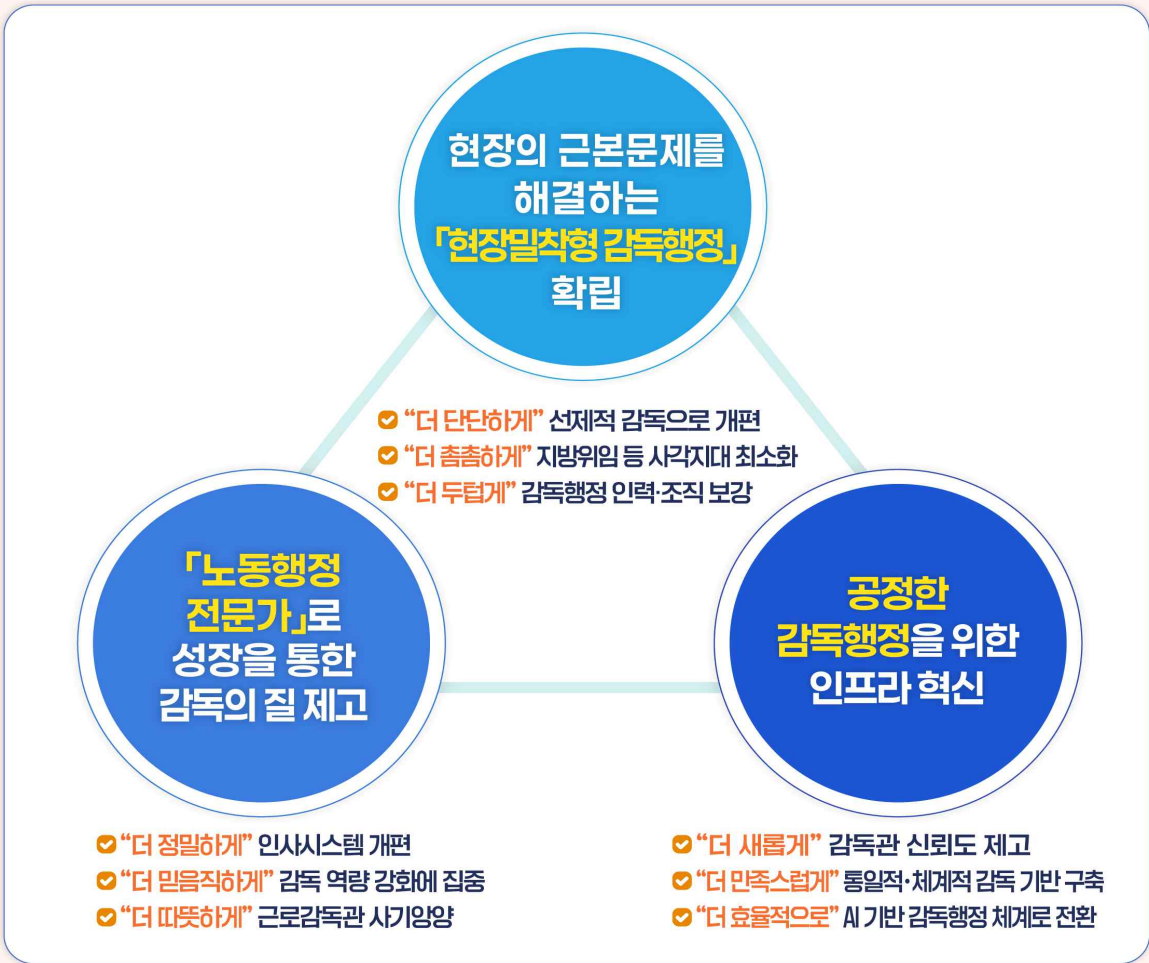 현장의 근본문제를
해결하는
「현장밀착형 감독행정」
확립
“더 단단하게” 선제적 감독으로 개편
“더 촘촘하게” 지방위임 등 사각지대 최소화
“더 두텁게” 감독행정 인력·조직 보강
「노동행정
전문가」로
성장을 통한
감독의 질 제고
“더 정밀하게” 인사시스템 개편
“더 믿음직하게” 감독 역량 강화에 집중
“더 따뜻하게” 근로감독관 사기앙양
공정한
감독행정을 위한
인프라 혁신
“더 새롭게” 감독관 신뢰도 제고
“더 만족스럽게” 통일적·체계적 감독 기반 구축
“더 효율적으로” AI 기반 감독행정 체계로 전환